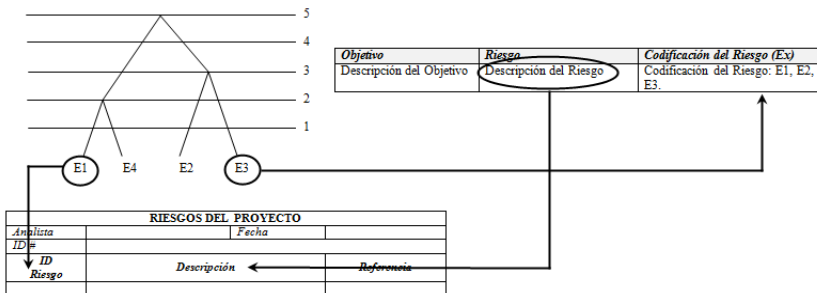 5
4
3
2
1
E1 E4 E2 E3
Objetivo Riesgo Codificación del Riesgo (Ex)
Descripción del Objetivo Descripción del Riesgo Codificación del Riesgo: E1, E2,
E3.
RIESGOS DEL PROYECTO
Analista Fecha
ID #
ID
Riesgo Descripción Referencia